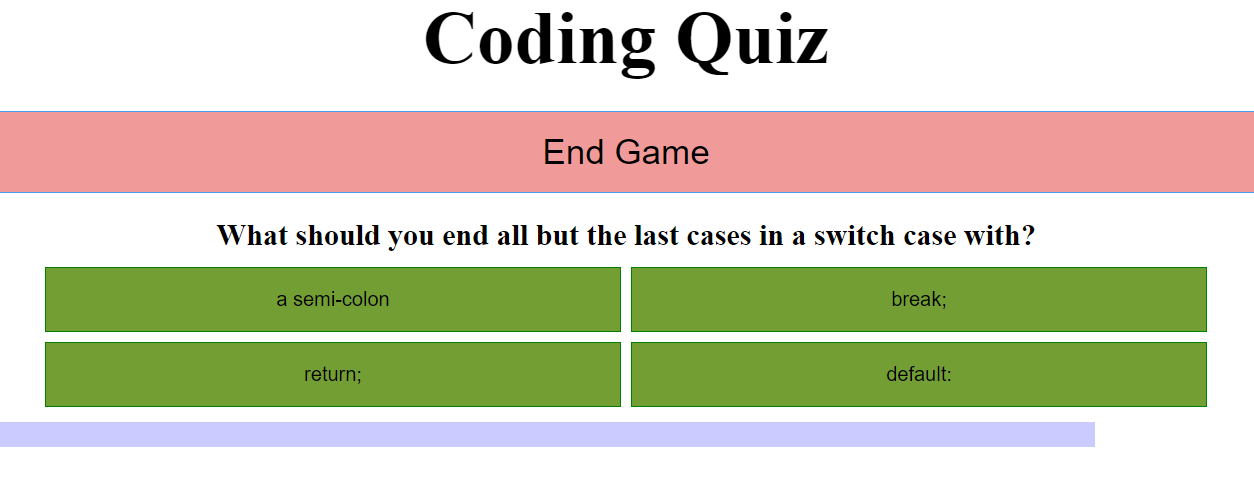 Coding Quiz
End Game
What should you end all but the last cases in a switch case with?
a semi-colon
break;
return;
default: